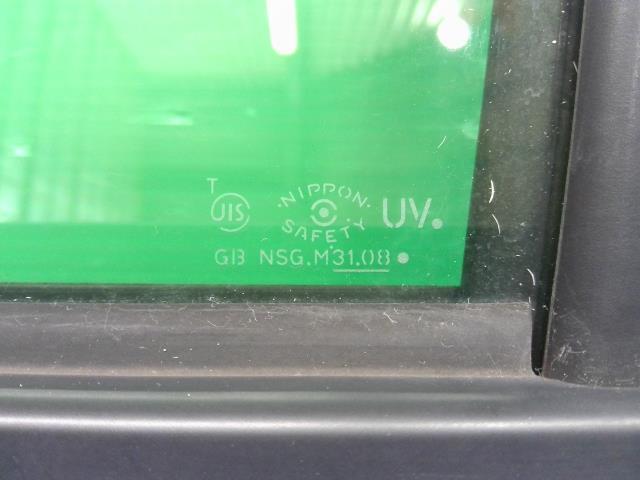 T
JIS
NIPPON
SAFETY
UV.
GB NSG.M31.08